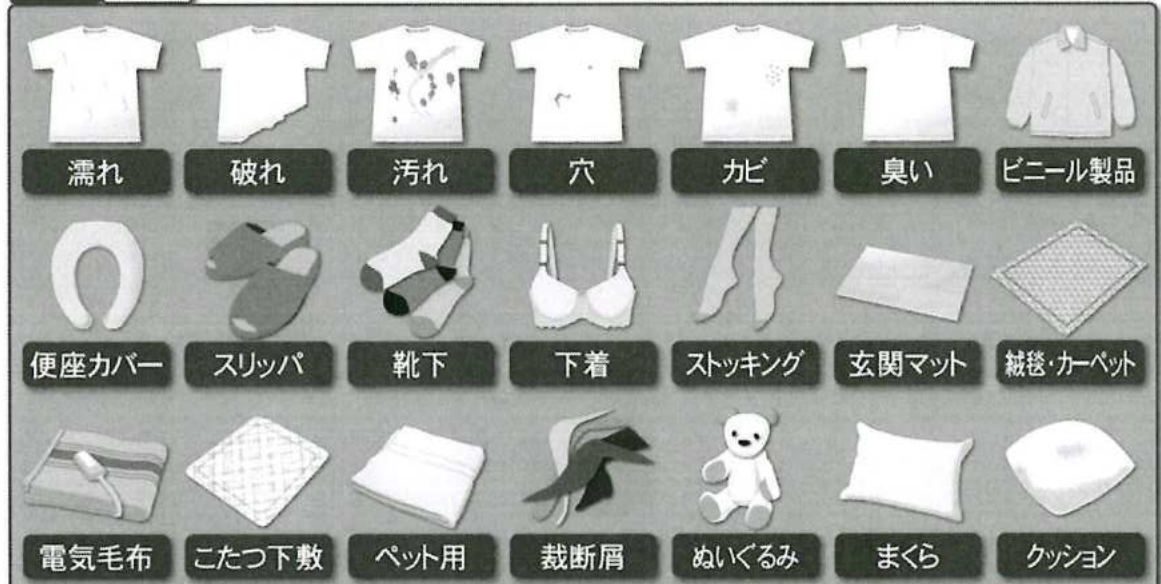 濡れ 破れ 汚れ 穴 カビ 臭い ビニール製品
便座カバー スリッパ 靴下 下着 ストッキング 玄関マット 絨毯・カーペット
電気毛布 こたつ下敷 ペット用 裁断屑 ぬいぐるみ まくら クッション